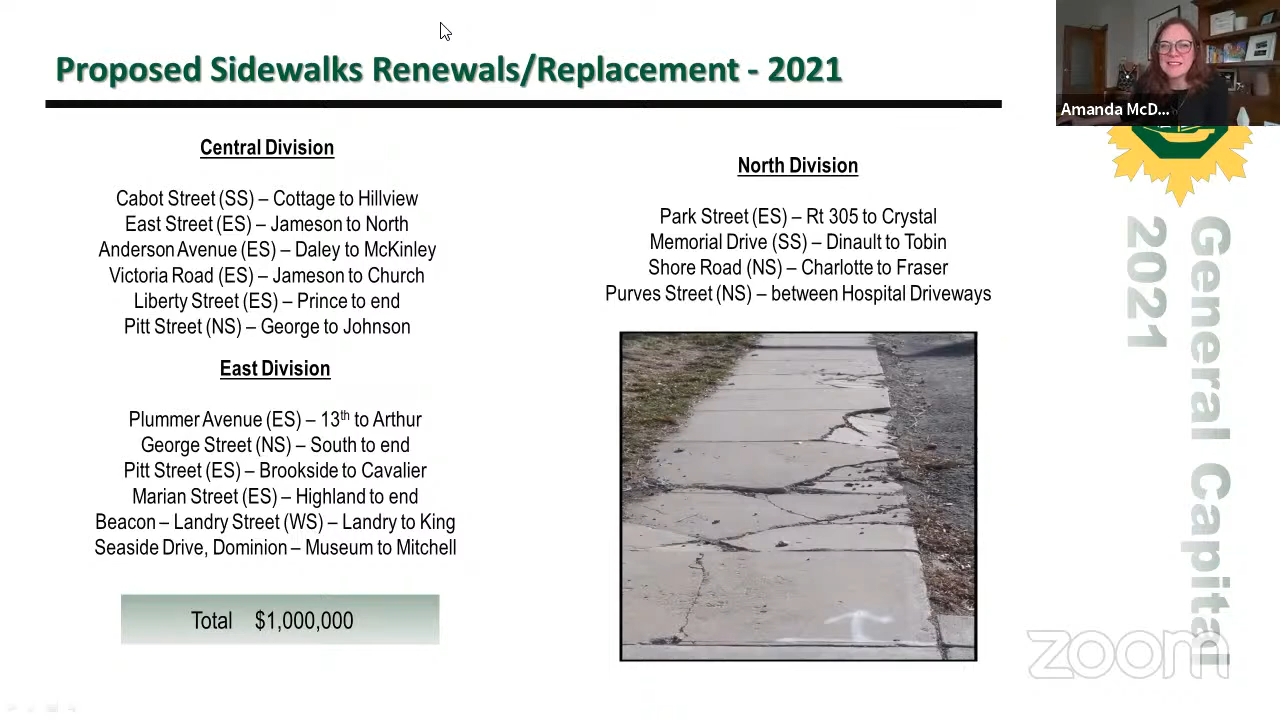 Proposed Sidewalks Renewals/Replacement - 2021
Amanda McD...
Central Division
Cabot Street (SS) – Cottage to Hillview
East Street (ES) – Jameson to North
Anderson Avenue (ES) – Daley to McKinley
Victoria Road (ES) – Jameson to Church
Liberty Street (ES) – Prince to end
Pitt Street (NS) – George to Johnson
East Division
Plummer Avenue (ES) – 13th to Arthur
George Street (NS) – South to end
Pitt Street (ES) – Brookside to Cavalier
Marian Street (ES) – Highland to end
Beacon – Landry Street (WS) – Landry to King
Seaside Drive, Dominion – Museum to Mitchell
Total $1,000,000
North Division
Park Street (ES) – Rt 305 to Crystal
Memorial Drive (SS) – Dinault to Tobin
Shore Road (NS) – Charlotte to Fraser
Purves Street (NS) – between Hospital Driveways
General Capital
2021
zoom